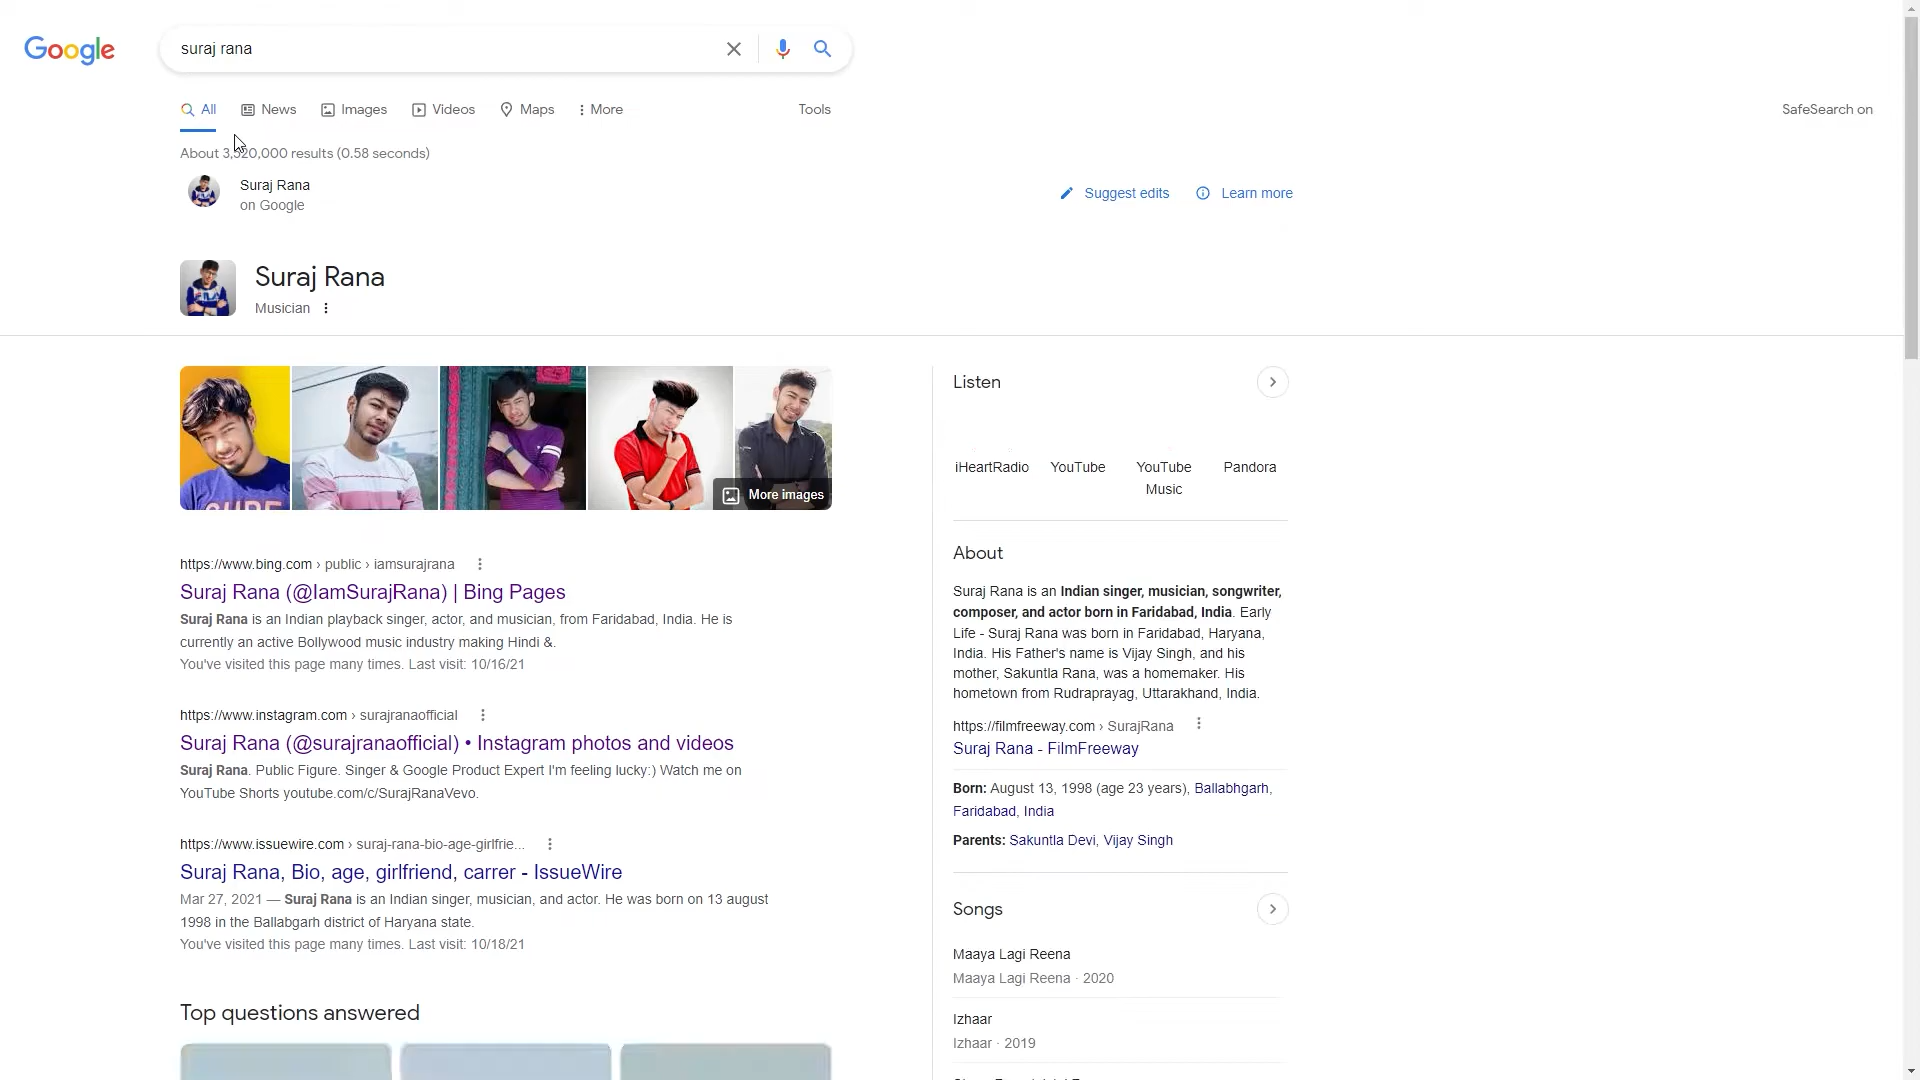 Google
suraj rana
All News Images Videos Maps More Tools SafeSearch on
About 3,520,000 results (0.58 seconds)
Suraj Rana
on Google
Suggest edits Learn more
Suraj Rana
Musician
More images
https://www.bing.com › public › iamsurajrana
Suraj Rana (@IamSurajRana) | Bing Pages
Suraj Rana is an Indian playback singer, actor, and musician, from Faridabad, India. He is
currently an active Bollywood music industry making Hindi &.
You've visited this page many times. Last visit: 10/16/21
https://www.instagram.com › surajranaofficial
Suraj Rana (@surajranaofficial) • Instagram photos and videos
Suraj Rana. Public Figure. Singer & Google Product Expert I'm feeling lucky:) Watch me on
YouTube Shorts youtube.com/c/SurajRanaVevo.
https://www.issuewire.com › suraj-rana-bio-age-girlfrie...
Suraj Rana, Bio, age, girlfriend, carrer - IssueWire
Mar 27, 2021 — Suraj Rana is an Indian singer, musician, and actor. He was born on 13 august
1998 in the Ballabgarh district of Haryana state.
You've visited this page many times. Last visit: 10/18/21
Top questions answered
Listen
iHeartRadio YouTube YouTube Pandora
Music
About
Suraj Rana is an Indian singer, musician, songwriter,
composer, and actor born in Faridabad, India. Early
Life - Suraj Rana was born in Faridabad, Haryana,
India. His Father's name is Vijay Singh, and his
mother, Sakuntla Rana, was a homemaker. His
hometown from Rudraprayag, Uttarakhand, India.
https://filmfreeway.com › SurajRana
Suraj Rana - FilmFreeway
Born: August 13, 1998 (age 23 years), Ballabhgarh,
Faridabad, India
Parents: Sakuntla Devi, Vijay Singh
Songs
Maaya Lagi Reena
Maaya Lagi Reena · 2020
Izhaar
Izhaar · 2019